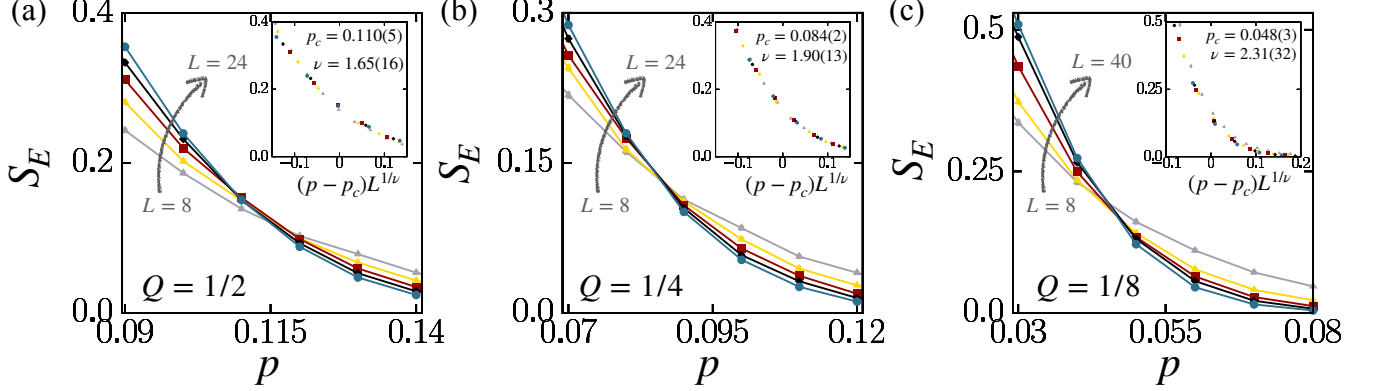 (a)
S_E
0.4
0.2
0.0
0.09
0.115
0.14
p
L = 24
L = 8
Q = 1/2
0.4
0.2
0.0
−0.1
0
0.1
p_c = 0.110(5)
ν = 1.65(16)
(p − p_c)L^{1/ν}
(b)
S_E
0.3
0.15
0.0
0.07
0.095
0.12
p
L = 24
L = 8
Q = 1/4
0.4
0.2
0.0
−0.1
0
0.1
p_c = 0.084(2)
ν = 1.90(13)
(p − p_c)L^{1/ν}
(c)
S_E
0.5
0.25
0.0
0.03
0.055
0.08
p
L = 40
L = 8
Q = 1/8
0.5
0.25
0.0
−0.1
0
0.1
0.2
p_c = 0.048(3)
ν = 2.31(32)
(p − p_c)L^{1/ν}